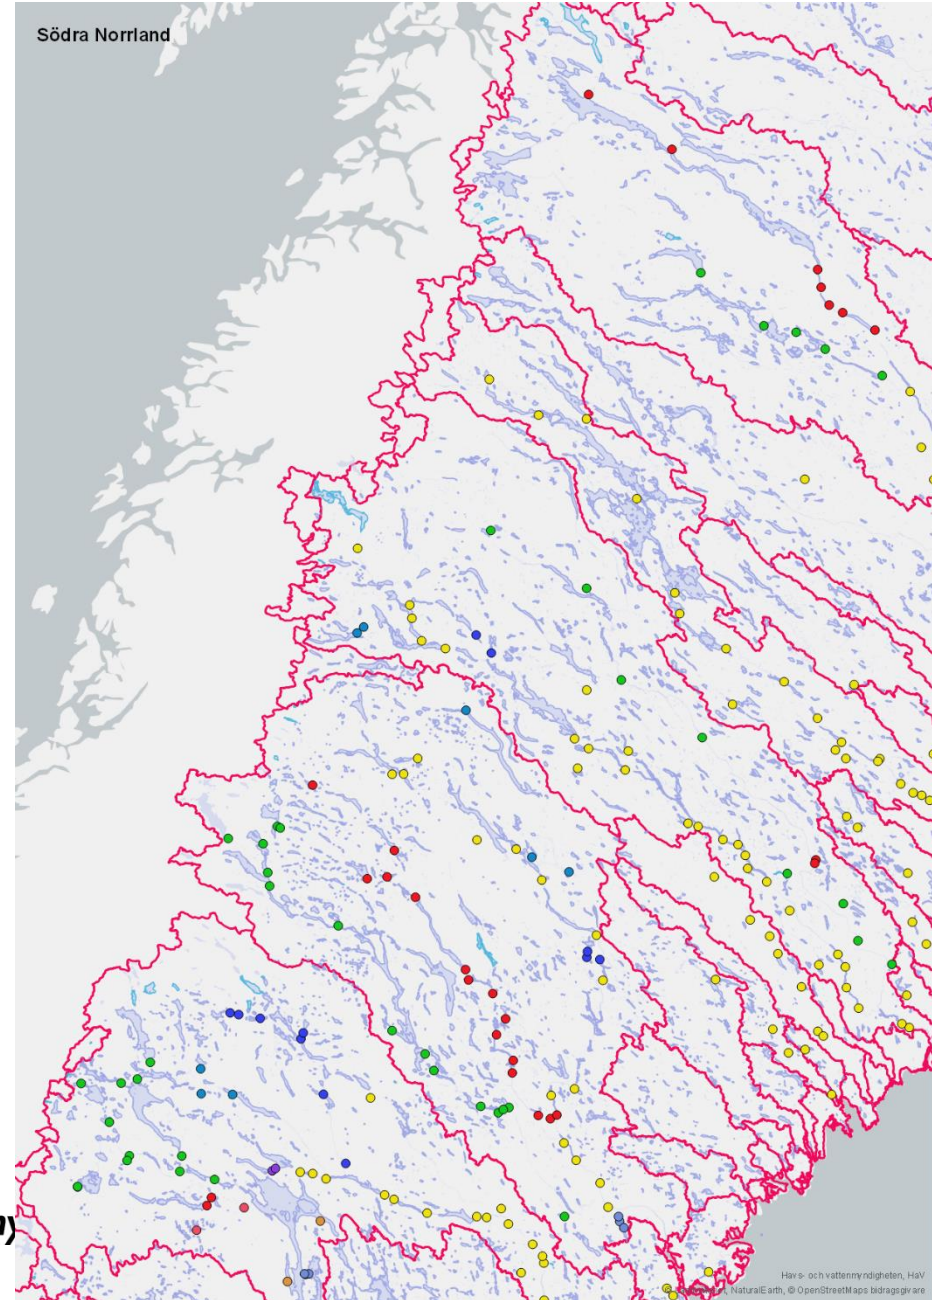 Södra Norrland
Havs- och vattenmyndigheten, HaV
NaturalEarth, © OpenStreetMaps bidragsgivare